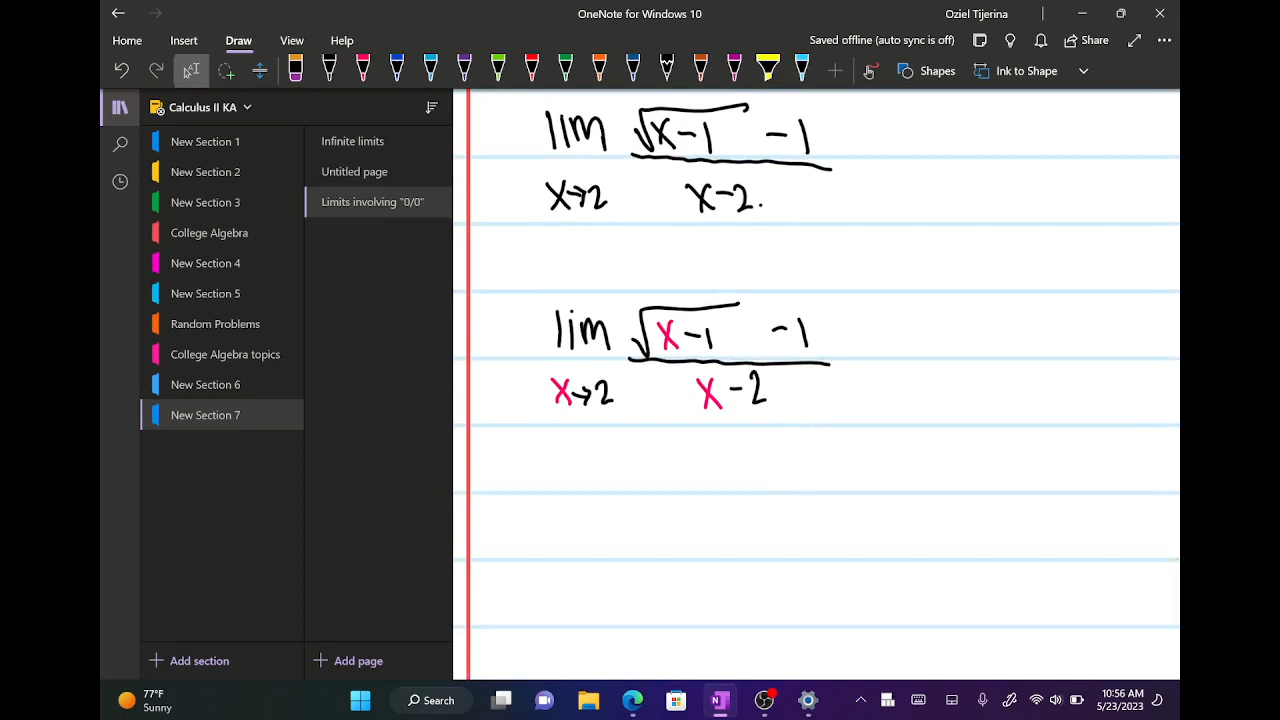 OneNote for Windows 10
Oziel Tijerina
Home Insert Draw View Help
Saved offline (auto sync is off)
Share
Shapes
Ink to Shape
Calculus II KA
New Section 1
New Section 2
New Section 3
College Algebra
New Section 4
New Section 5
Random Problems
College Algebra topics
New Section 6
New Section 7
Add section
Infinite limits
Untitled page
Limits involving "0/0"
Add page
lim √x-1 -1
x→2 x-2.
lim √x-1 -1
x→2 x-2
77°F
Sunny
Search
10:56 AM
5/23/2023